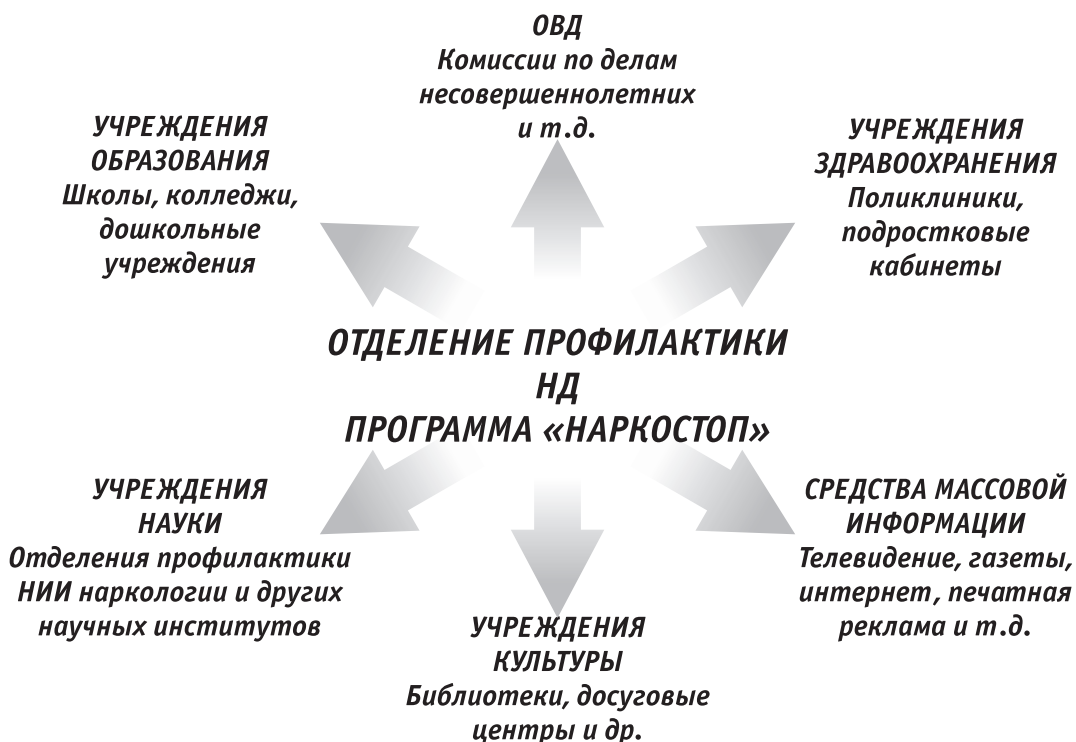 ОВД
Комиссии по делам
несовершеннолетних
и т.д.
УЧРЕЖДЕНИЯ
ОБРАЗОВАНИЯ
Школы, колледжи,
дошкольные
учреждения
УЧРЕЖДЕНИЯ
ЗДРАВООХРАНЕНИЯ
Поликлиники,
подростковые
кабинеты
ОТДЕЛЕНИЕ ПРОФИЛАКТИКИ
НД
ПРОГРАММА «НАРКОСТОП»
УЧРЕЖДЕНИЯ
НАУКИ
Отделения профилактики
НИИ наркологии и других
научных институтов
СРЕДСТВА МАССОВОЙ
ИНФОРМАЦИИ
Телевидение, газеты,
интернет, печатная
реклама и т.д.
УЧРЕЖДЕНИЯ
КУЛЬТУРЫ
Библиотеки, досуговые
центры и др.